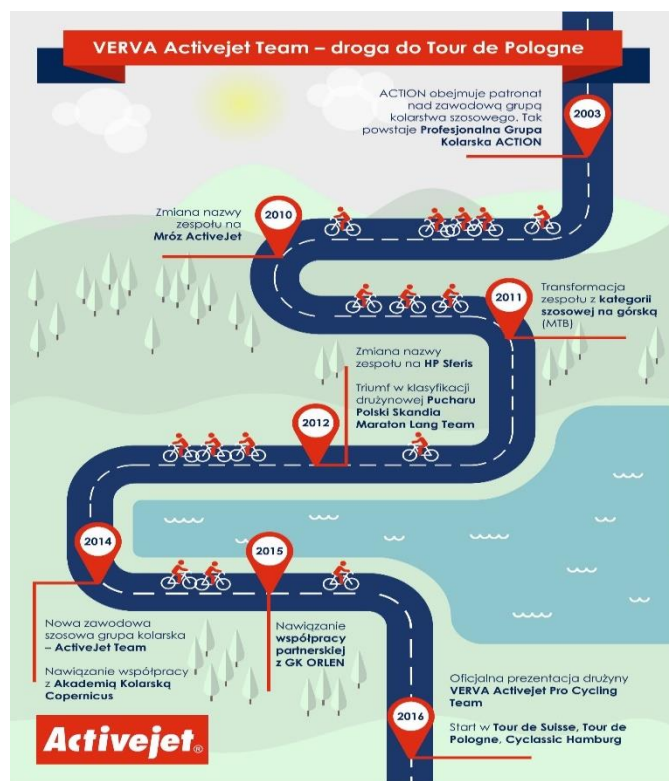 VERVA Activejet Team – droga do Tour de Pologne
ACTION obejmuje patronat
nad zawodową grupą
kolarstwa szosowego. Tak
powstaje Profesjonalna Grupa
Kolarska ACTION
2003
Zmiana nazwy
zespołu na
Mróz ActiveJet
2010
2011
Transformacja
zespołu z kategorii
szosowej na górską
(MTB)
Zmiana nazwy
zespołu na HP Sferis
Triumf w klasyfikacji
drużynowej Pucharu
Polski Skandia
Maraton Lang Team
2012
2014
Nowa zawodowa
szosowa grupa kolarska
– ActiveJet Team
Nawiązanie współpracy
z Akademią Kolarską
Copernicus
2015
Nawiązanie
współpracy
partnerskiej
z GK ORLEN
2016
Oficjalna prezentacja drużyny
VERVA Activejet Pro Cycling
Team
Start w Tour de Suisse, Tour de
Pologne, Cyclassic Hamburg
Activejet®